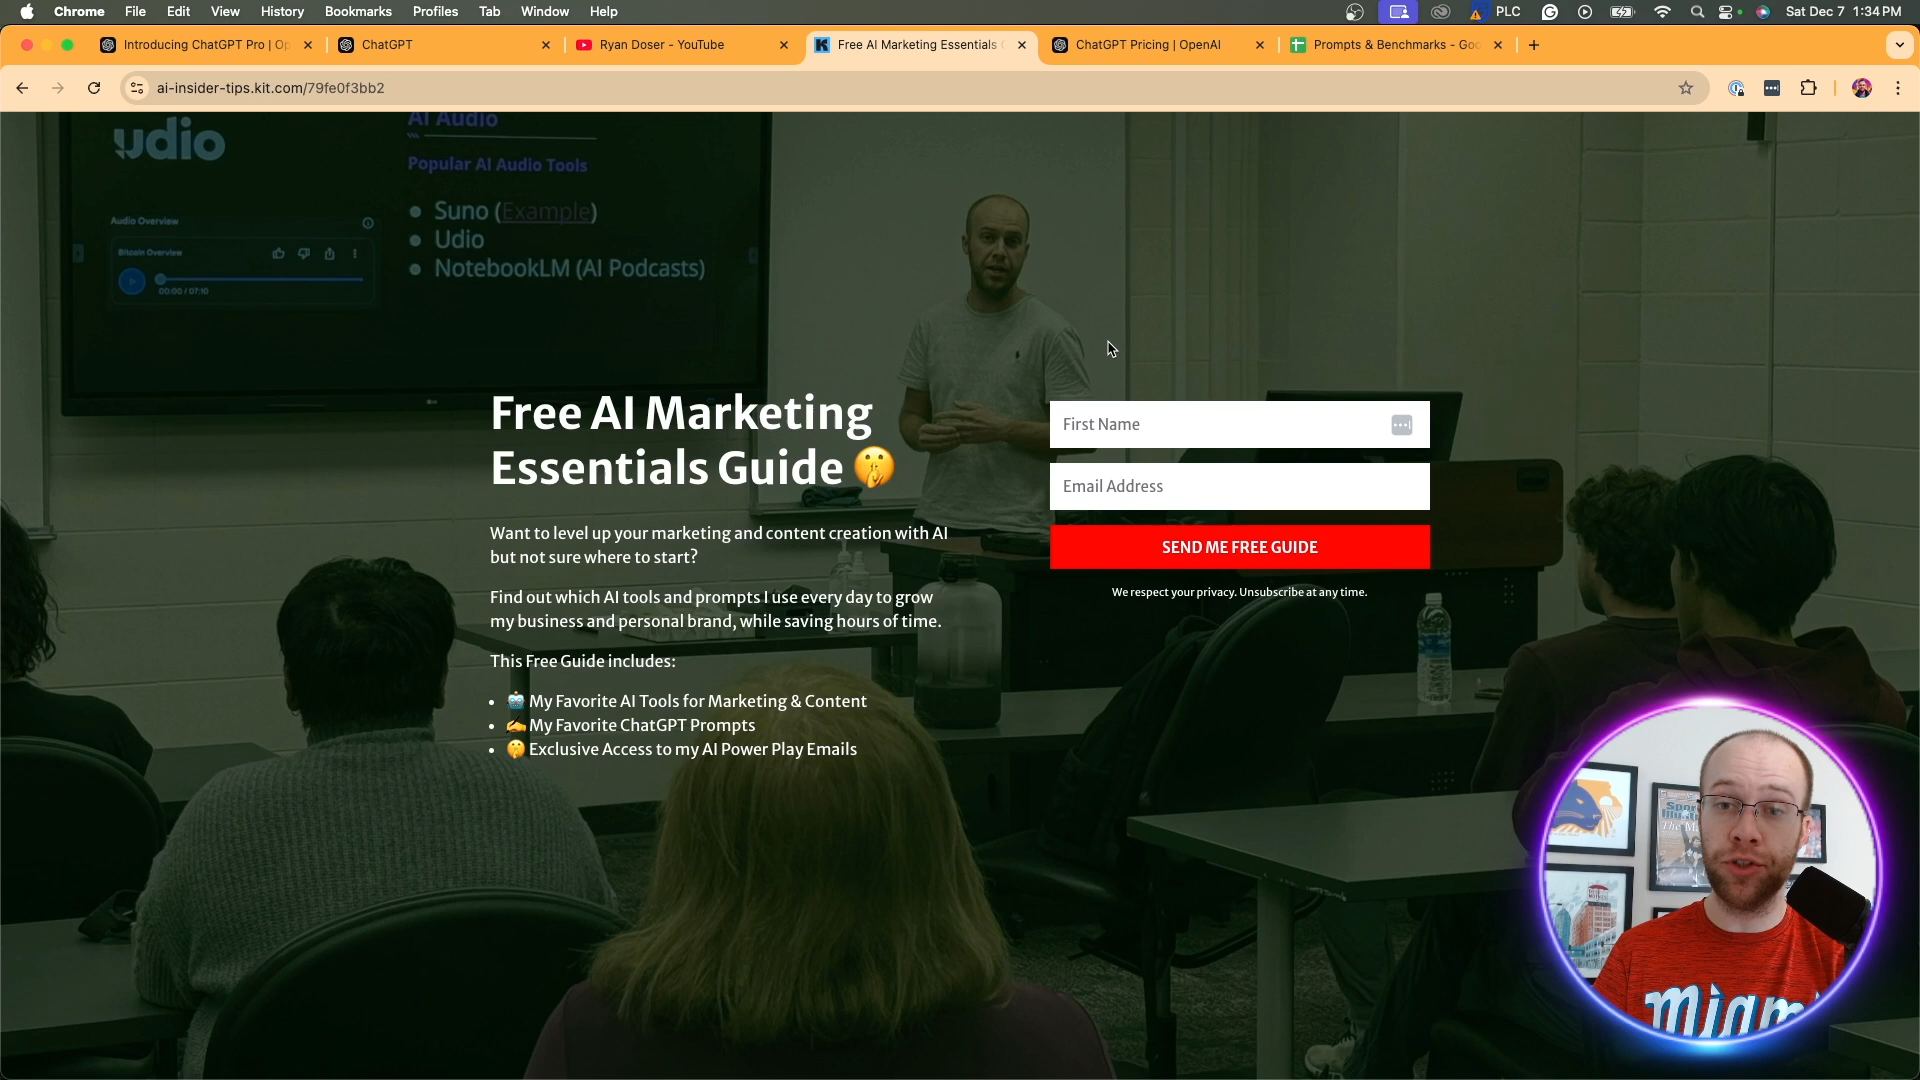 Chrome File Edit View History Bookmarks Profiles Tab Window Help PLC Sat Dec 7 1:34 PM
Introducing ChatGPT Pro | Op ChatGPT Ryan Doser - YouTube Free AI Marketing Essentials ChatGPT Pricing | OpenAI Prompts & Benchmarks - Goo
ai-insider-tips.kit.com/79fe0f3bb2
udio
AI Audio
Popular AI Audio Tools
Suno (Example)
Udio
NotebookLM (AI Podcasts)
Audio Overview
Bitcoin Overview
00:00 / 07:10
Free AI Marketing
Essentials Guide 🤫
Want to level up your marketing and content creation with AI
but not sure where to start?
Find out which AI tools and prompts I use every day to grow
my business and personal brand, while saving hours of time.
This Free Guide includes:
• 🤖 My Favorite AI Tools for Marketing & Content
• ✍️ My Favorite ChatGPT Prompts
• 🤫 Exclusive Access to my AI Power Play Emails
First Name
Email Address
SEND ME FREE GUIDE
We respect your privacy. Unsubscribe at any time.
Miam